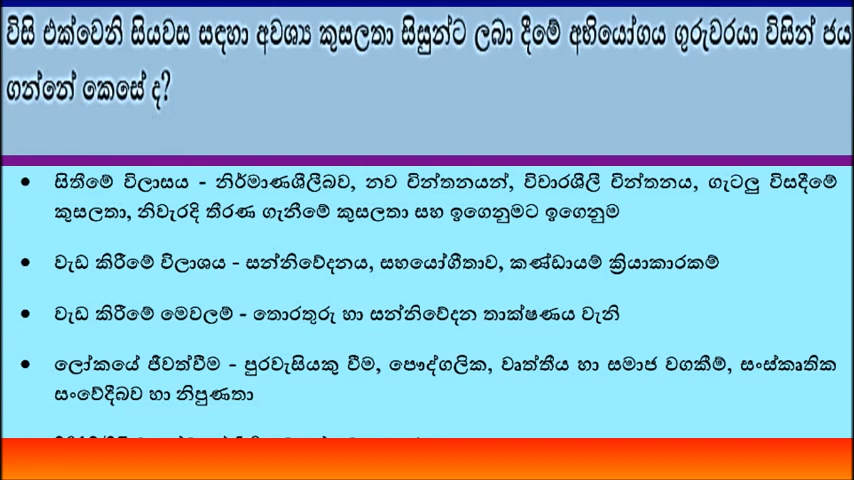 විසි එක්වෙනි සියවස සඳහා අවශ්‍ය කුසලතා සිසුන්ට ලබා දීමේ අභියෝගය ගුරුවරයා විසින් ජය
ගන්නේ කෙසේ ද?
• සිතීමේ විලාසය - නිර්මාණශීලීබව, නව චින්තනයන්, විචාරශීලී චින්තනය, ගැටලු විසදීමේ
කුසලතා, නිවැරදි තීරණ ගැනීමේ කුසලතා සහ ඉගෙනුමට ඉගෙනුම
• වැඩ කිරීමේ විලාශය - සන්නිවේදනය, සහයෝගීතාව, කණ්ඩායම් ක්‍රියාකාරකම්
• වැඩ කිරීමේ මෙවලම් - තොරතුරු හා සන්නිවේදන තාක්ෂණය වැනි
• ලෝකයේ ජීවත්වීම - පුරවැසියකු වීම, පෞද්ගලික, වෘත්තීය හා සමාජ වගකීම්, සංස්කෘතික
සංවේදීබව හා නිපුණතා